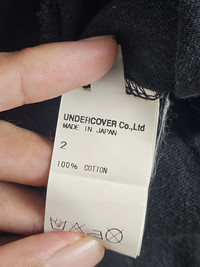 UNDERCOVER Co.,Ltd
MADE IN JAPAN
2
100% COTTON